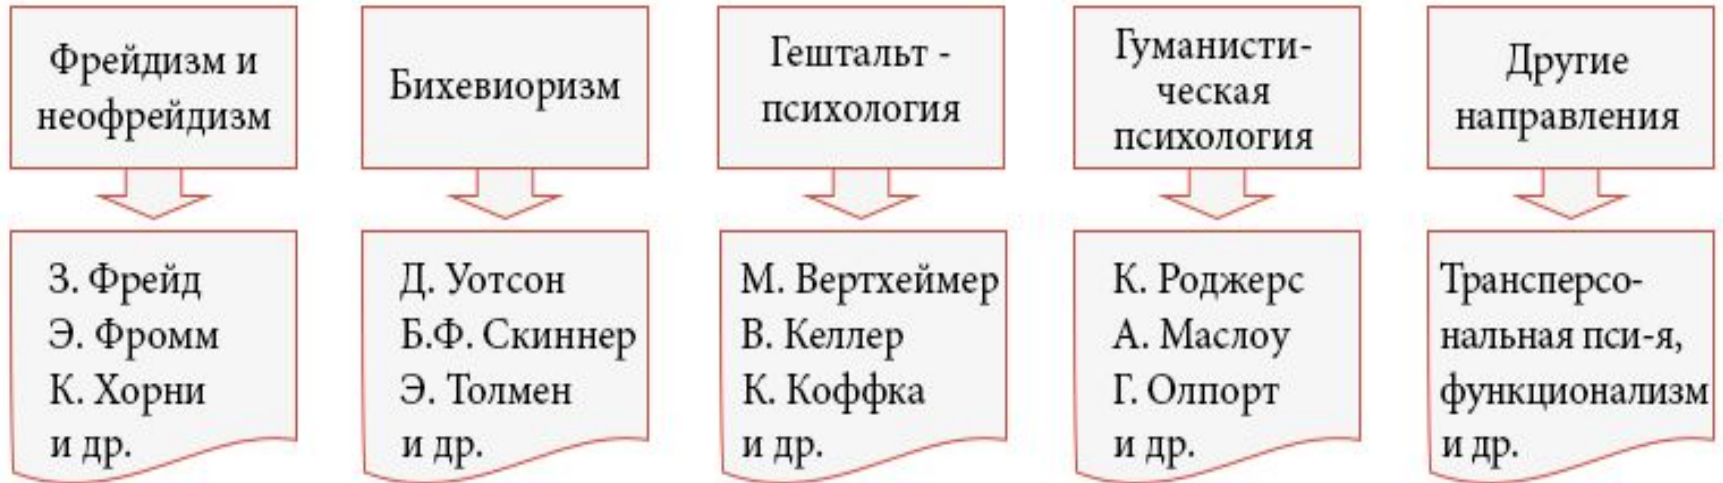 Фрейдизм и
неофрейдизм
Бихевиоризм
Гештальт -
психология
Гуманисти-
ческая
психология
Другие
направления
З. Фрейд
Э. Фромм
К. Хорни
и др.
Д. Уотсон
Б.Ф. Скиннер
Э. Толмен
и др.
М. Вертхеймер
В. Келлер
К. Коффка
и др.
К. Роджерс
А. Маслоу
Г. Олпорт
и др.
Трансперсо-
нальная пси-я,
функционализм
и др.